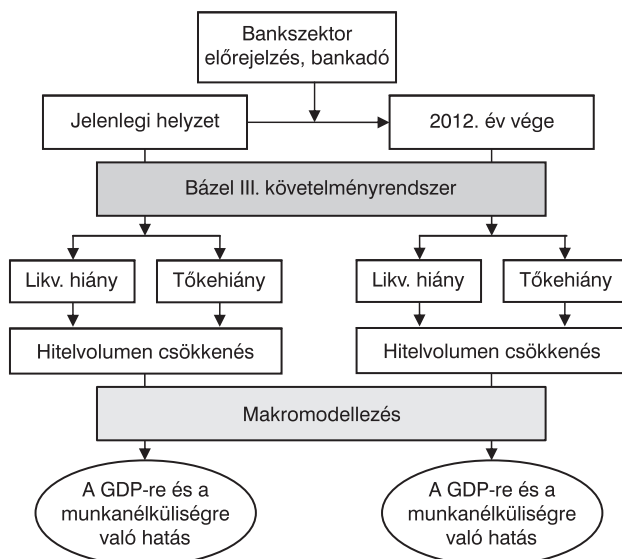 Bankszektor
előrejelzés, bankadó
Jelenlegi helyzet
2012. év vége
Bázel III. követelményrendszer
Likv. hiány
Tőkehiány
Likv. hiány
Tőkehiány
Hitelvolumen csökkenés
Hitelvolumen csökkenés
Makromodellezés
A GDP-re és a
munkanélküliségre
való hatás
A GDP-re és a
munkanélküliségre
való hatás